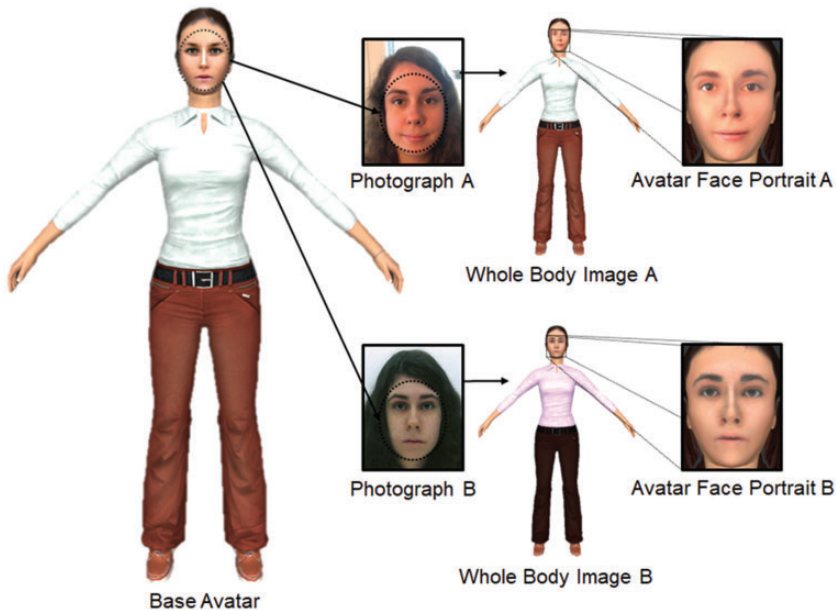 Photograph A
Avatar Face Portrait A
Whole Body Image A
Photograph B
Avatar Face Portrait B
Whole Body Image B
Base Avatar